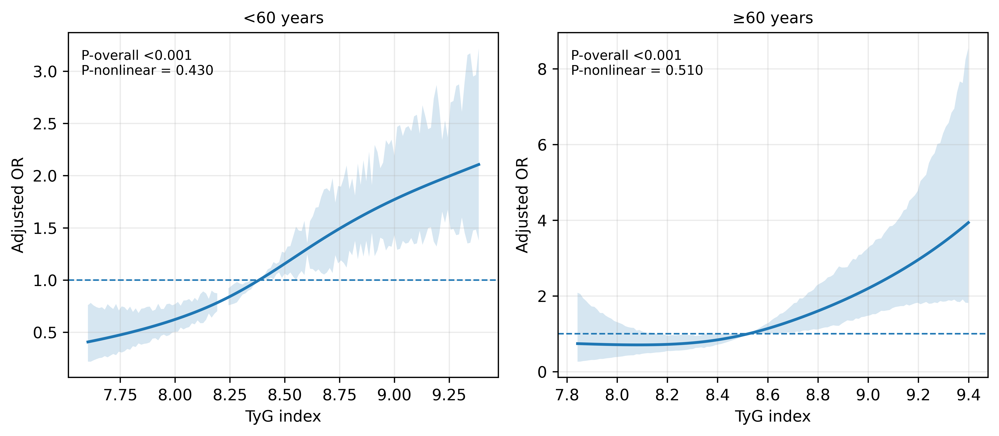 <60 years
P-overall <0.001
P-nonlinear = 0.430
3.0
2.5
2.0
1.5
1.0
0.5
Adjusted OR
7.75 8.00 8.25 8.50 8.75 9.00 9.25
TyG index
≥60 years
P-overall <0.001
P-nonlinear = 0.510
8
6
4
2
0
Adjusted OR
7.8 8.0 8.2 8.4 8.6 8.8 9.0 9.2 9.4
TyG index